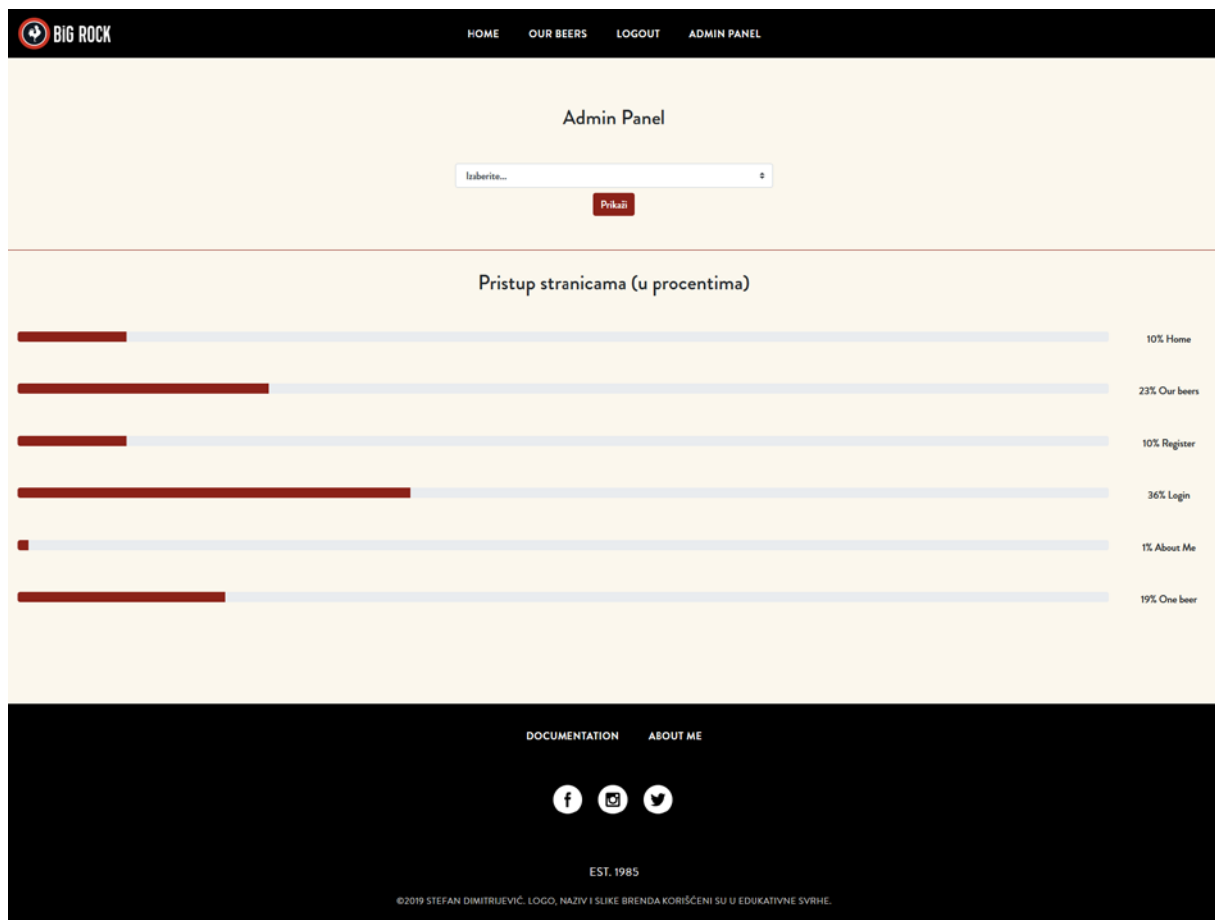 BiG ROCK
HOME OUR BEERS LOGOUT ADMIN PANEL
Admin Panel
Izaberite...
Prikaži
Pristup stranicama (u procentima)
10% Home
23% Our beers
10% Register
36% Login
1% About Me
19% One beer
DOCUMENTATION ABOUT ME
EST. 1985
©2019 STEFAN DIMITRIJEVIĆ. LOGO, NAZIV I SLIKE BRENDA KORIŠĆENI SU U EDUKATIVNE SVRHE.